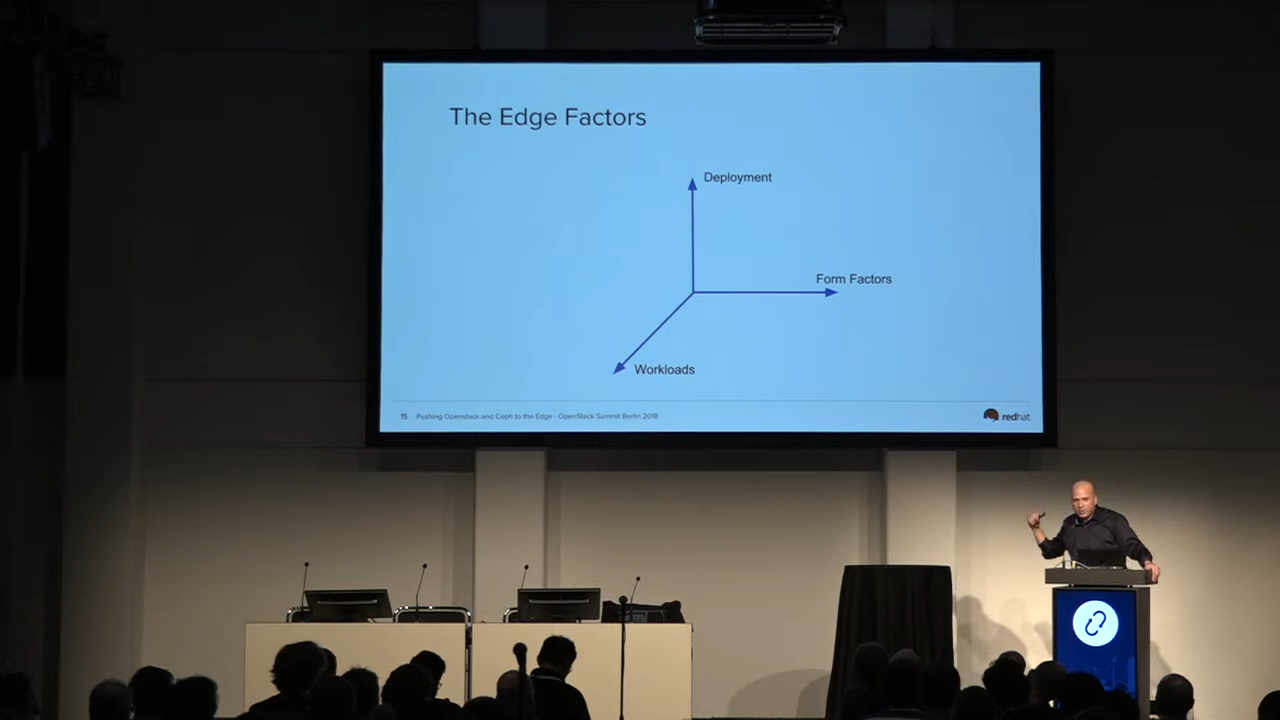 The Edge Factors
Deployment
Form Factors
Workloads
15 Pushing Openstack and Ceph to the Edge - OpenStack Summit Berlin 2018
redhat.